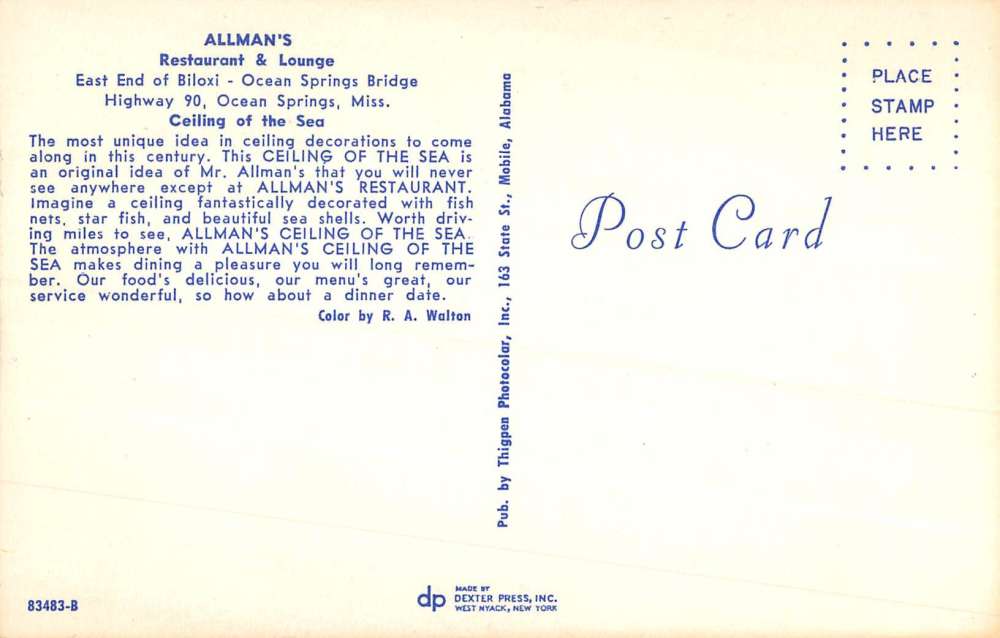 ALLMAN'S
Restaurant & Lounge
East End of Biloxi - Ocean Springs Bridge
Highway 90, Ocean Springs, Miss.
Ceiling of the Sea
The most unique idea in ceiling decorations to come
along in this century. This CEILING OF THE SEA is
an original idea of Mr. Allman's that you will never
see anywhere except at ALLMAN'S RESTAURANT.
Imagine a ceiling fantastically decorated with fish
nets, star fish, and beautiful sea shells. Worth driv-
ing miles to see, ALLMAN'S CEILING OF THE SEA.
The atmosphere with ALLMAN'S CEILING OF THE
SEA makes dining a pleasure you will long remem-
ber. Our food's delicious, our menu's great, our
service wonderful, so how about a dinner date.
Color by R. A. Walton
83483-B
Pub. by Thigpen Photocolor, Inc., 163 State St., Mobile, Alabama
dp
MADE BY
DEXTER PRESS, INC.
WEST NYACK, NEW YORK
PLACE
STAMP
HERE
Post Card